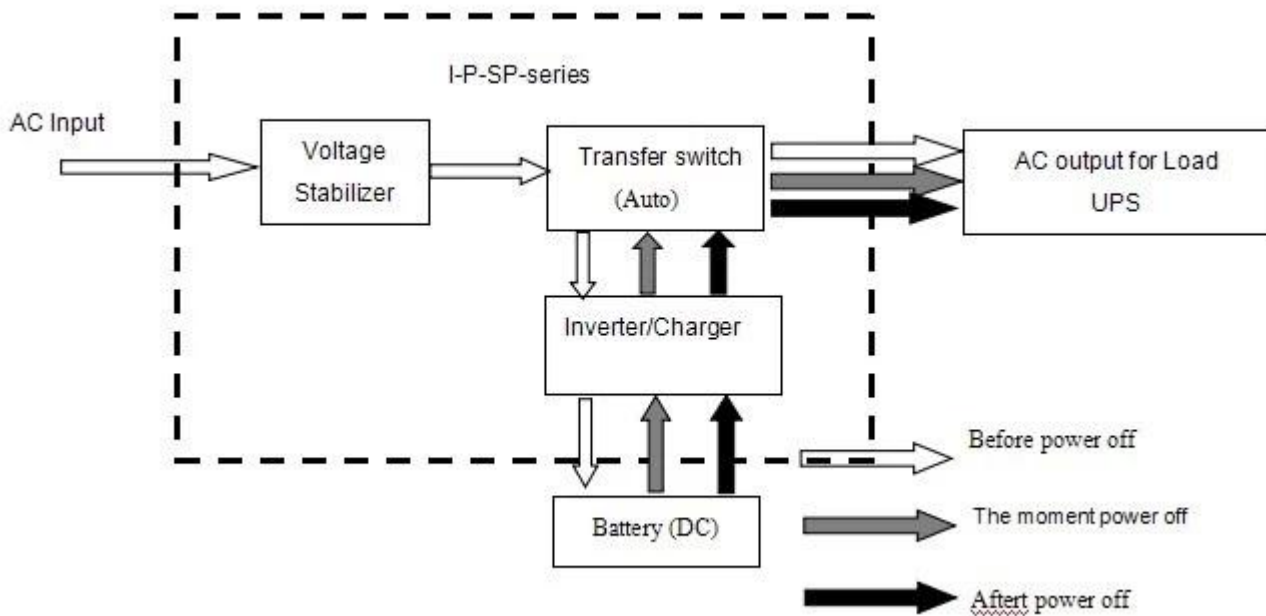 I-P-SP-series
AC Input
Voltage
Stabilizer
Transfer switch
(Auto)
AC output for Load
UPS
Inverter/Charger
Battery (DC)
Before power off
The moment power off
Aftert power off